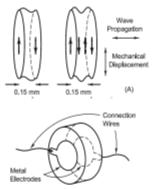 Wave
Propagation
Mechanical
Displacement
0.15 mm
0.15 mm
(A)
Connection
Wires
Metal
Electrodes